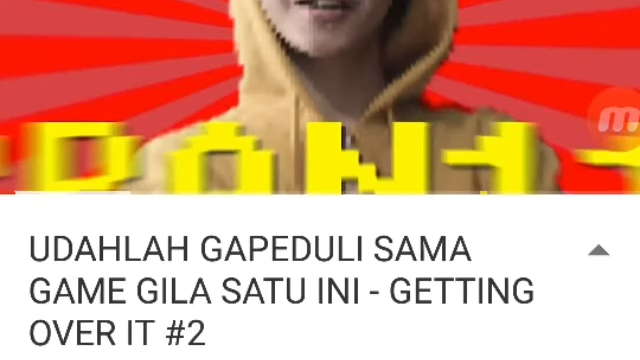 UDAHLAH GAPEDULI SAMA
GAME GILA SATU INI - GETTING
OVER IT #2